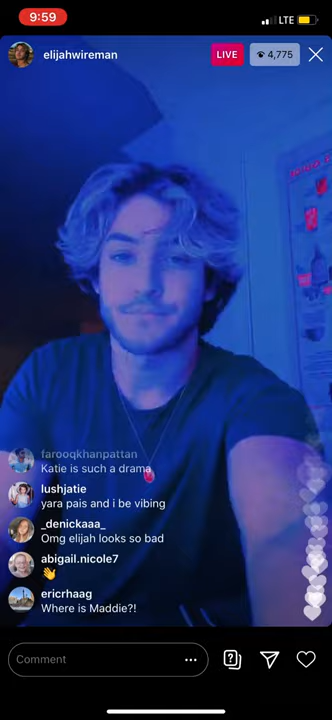 9:59
LTE
elijahwireman
LIVE
4,775
farooqkhanpattan
Katie is such a drama
lushjatie
yara pais and i be vibing
_denickaaa_
Omg elijah looks so bad
abigail.nicole7
👋
ericrhaag
Where is Maddie?!
Comment